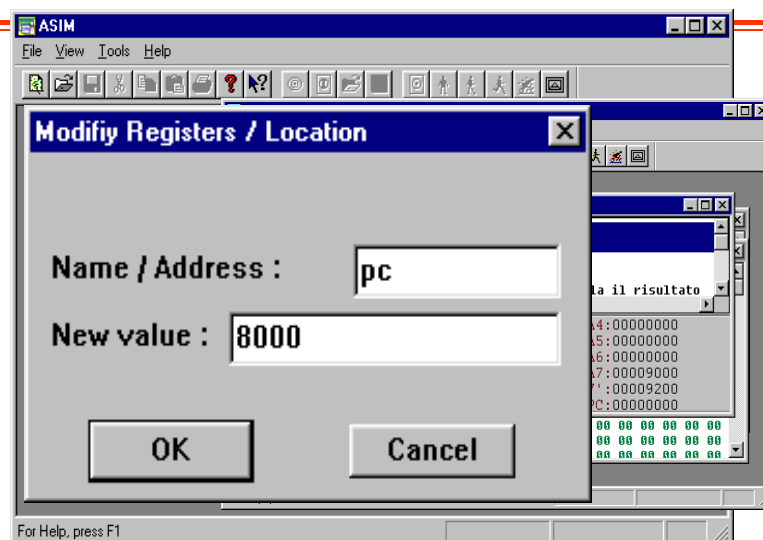 ASIM
File View Tools Help
Modifiy Registers / Location
Name / Address :
pc
New value :
8000
OK
Cancel
la il risultato
A4:00000000
A5:00000000
A6:00000000
A7:00009000
7':00009200
PC:00000000
00 00 00 00 00 00
00 00 00 00 00 00
00 00 00 00 00 00
For Help, press F1